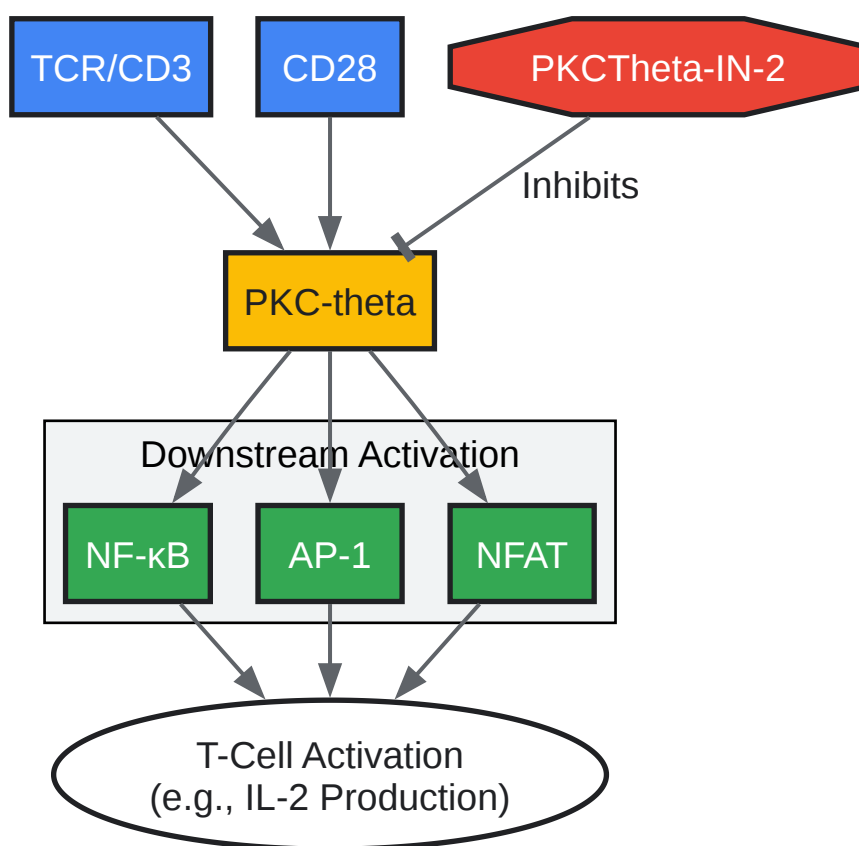 TCR/CD3
CD28
PKCTheta-IN-2
Inhibits
PKC-theta
Downstream Activation
NF-κB
AP-1
NFAT
T-Cell Activation
(e.g., IL-2 Production)